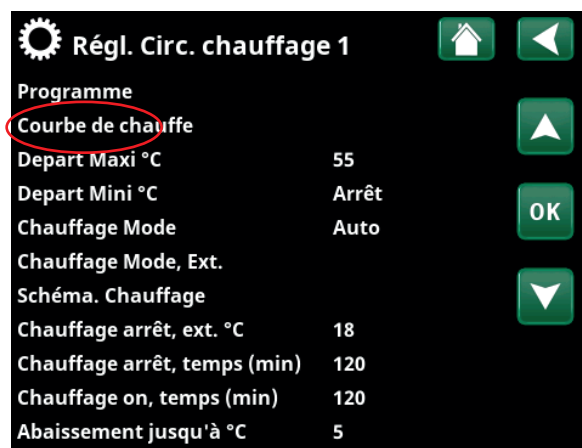 Régl. Circ. chauffage 1
Programme
Courbe de chauffe
Depart Maxi °C 55
Depart Mini °C Arrêt
OK
Chauffage Mode Auto
Chauffage Mode, Ext.
Schéma. Chauffage
Chauffage arrêt, ext. °C 18
Chauffage arrêt, temps (min) 120
Chauffage on, temps (min) 120
Abaissement jusqu'à °C 5